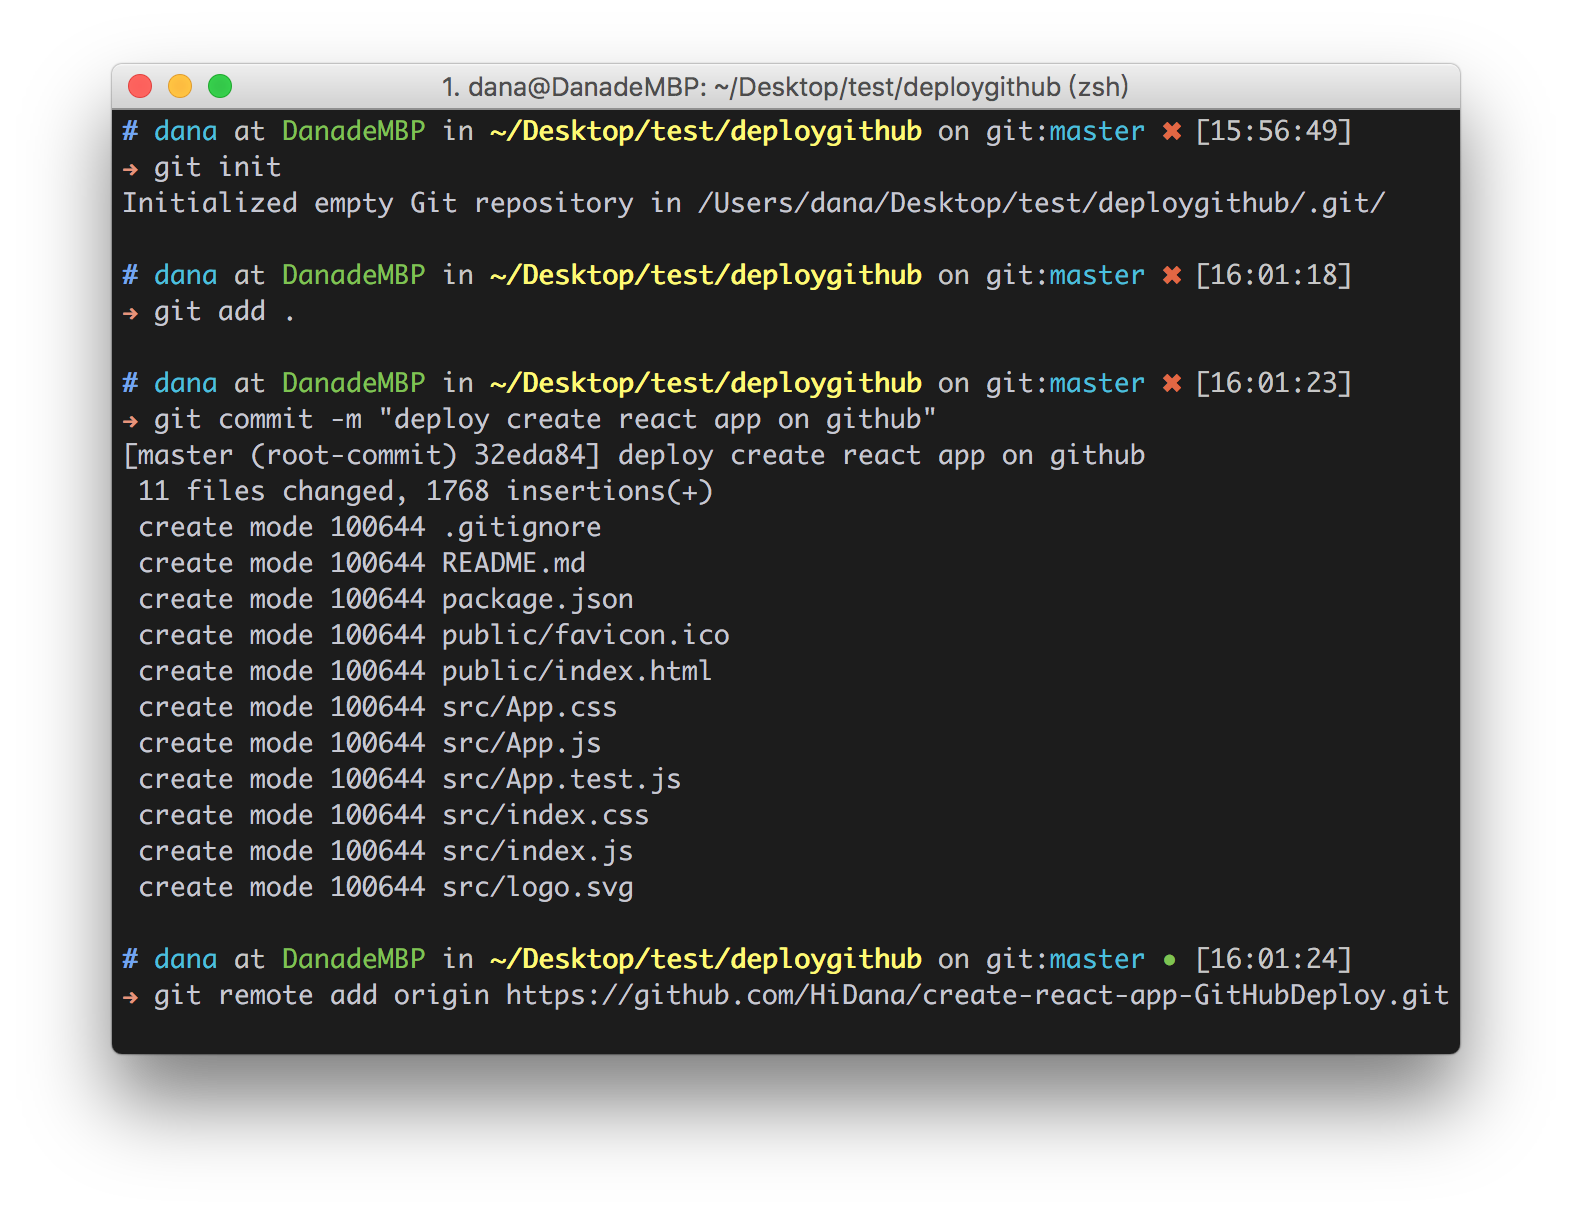 1. dana@DanadeMBP: ~/Desktop/test/deploygithub (zsh)
# dana at DanadeMBP in ~/Desktop/test/deploygithub on git:master ✖ [15:56:49]
→ git init
Initialized empty Git repository in /Users/dana/Desktop/test/deploygithub/.git/
# dana at DanadeMBP in ~/Desktop/test/deploygithub on git:master ✖ [16:01:18]
→ git add .
# dana at DanadeMBP in ~/Desktop/test/deploygithub on git:master ✖ [16:01:23]
→ git commit -m "deploy create react app on github"
[master (root-commit) 32eda84] deploy create react app on github
 11 files changed, 1768 insertions(+)
 create mode 100644 .gitignore
 create mode 100644 README.md
 create mode 100644 package.json
 create mode 100644 public/favicon.ico
 create mode 100644 public/index.html
 create mode 100644 src/App.css
 create mode 100644 src/App.js
 create mode 100644 src/App.test.js
 create mode 100644 src/index.css
 create mode 100644 src/index.js
 create mode 100644 src/logo.svg
# dana at DanadeMBP in ~/Desktop/test/deploygithub on git:master ● [16:01:24]
→ git remote add origin https://github.com/HiDana/create-react-app-GitHubDeploy.git